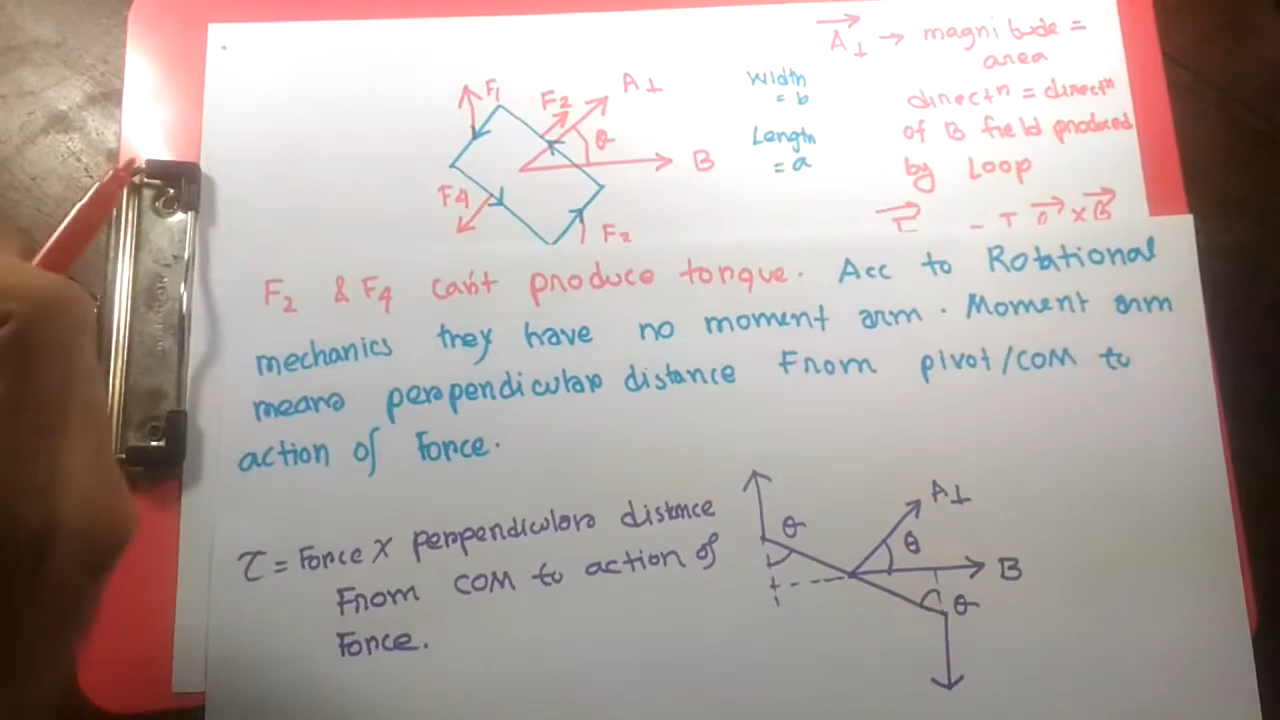 A⊥ → magnitude =
area
directn = directn
of B field produced
by Loop
F1
F2
A⊥
θ
B
F4
F2
Width
= b
Length
= a
F2 & F4 can't produce torque. Acc to Rotational
mechanics they have no moment arm. Moment arm
means perpendicular distance From pivot/COM to
action of Force.
τ = Force × perpendicular distance
From COM to action of
Force.
θ
A⊥
θ
B
θ